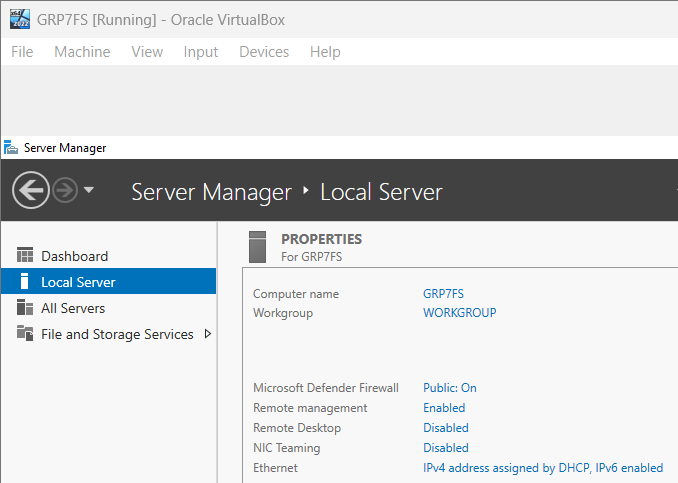 GRP7FS [Running] - Oracle VirtualBox
File Machine View Input Devices Help
Server Manager
Server Manager ‣ Local Server
Dashboard
Local Server
All Servers
File and Storage Services
PROPERTIES
For GRP7FS
Computer name GRP7FS
Workgroup WORKGROUP
Microsoft Defender Firewall Public: On
Remote management Enabled
Remote Desktop Disabled
NIC Teaming Disabled
Ethernet IPv4 address assigned by DHCP, IPv6 enabled